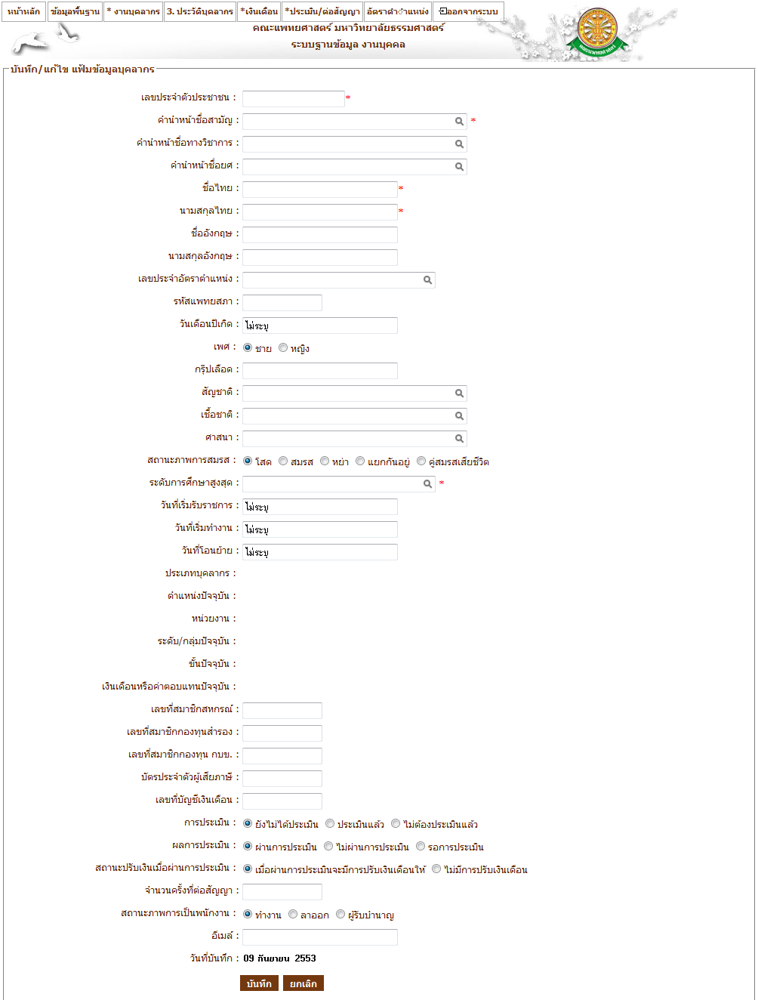 หน้าหลัก ข้อมูลพื้นฐาน * งานบุคลากร 3. ประวัติบุคลากร *เงินเดือน *ประเมิน/ต่อสัญญา อัตราตำแหน่ง ออกจากระบบ
คณะแพทยศาสตร์ มหาวิทยาลัยธรรมศาสตร์
ระบบฐานข้อมูล งานบุคคล
บันทึก/แก้ไข แฟ้มข้อมูลบุคลากร
เลขประจำตัวประชาชน : *
คำนำหน้าชื่อสามัญ : *
คำนำหน้าชื่อทางวิชาการ :
คำนำหน้าชื่อยศ :
ชื่อไทย : *
นามสกุลไทย : *
ชื่ออังกฤษ :
นามสกุลอังกฤษ :
เลขประจำอัตราตำแหน่ง :
รหัสแพทยสภา :
วันเดือนปีเกิด : ไม่ระบุ
เพศ : ชาย หญิง
กรุ๊ปเลือด :
สัญชาติ :
เชื้อชาติ :
ศาสนา :
สถานะภาพการสมรส : โสด สมรส หย่า แยกกันอยู่ คู่สมรสเสียชีวิต
ระดับการศึกษาสูงสุด : *
วันที่เริ่มรับราชการ : ไม่ระบุ
วันที่เริ่มทำงาน : ไม่ระบุ
วันที่โอนย้าย : ไม่ระบุ
ประเภทบุคลากร :
ตำแหน่งปัจจุบัน :
หน่วยงาน :
ระดับ/กลุ่มปัจจุบัน :
ขั้นปัจจุบัน :
เงินเดือนหรือค่าตอบแทนปัจจุบัน :
เลขที่สมาชิกสหกรณ์ :
เลขที่สมาชิกกองทุนสำรอง :
เลขที่สมาชิกกองทุน กบข. :
บัตรประจำตัวผู้เสียภาษี :
เลขที่บัญชีเงินเดือน :
การประเมิน : ยังไม่ได้ประเมิน ประเมินแล้ว ไม่ต้องประเมินแล้ว
ผลการประเมิน : ผ่านการประเมิน ไม่ผ่านการประเมิน รอการประเมิน
สถานะปรับเงินเมื่อผ่านการประเมิน : เมื่อผ่านการประเมินจะมีการปรับเงินเดือนให้ ไม่มีการปรับเงินเดือน
จำนวนครั้งที่ต่อสัญญา :
สถานะภาพการเป็นพนักงาน : ทำงาน ลาออก ผู้รับบำนาญ
อีเมล์ :
วันที่บันทึก : 09 กันยายน 2553
บันทึก ยกเลิก